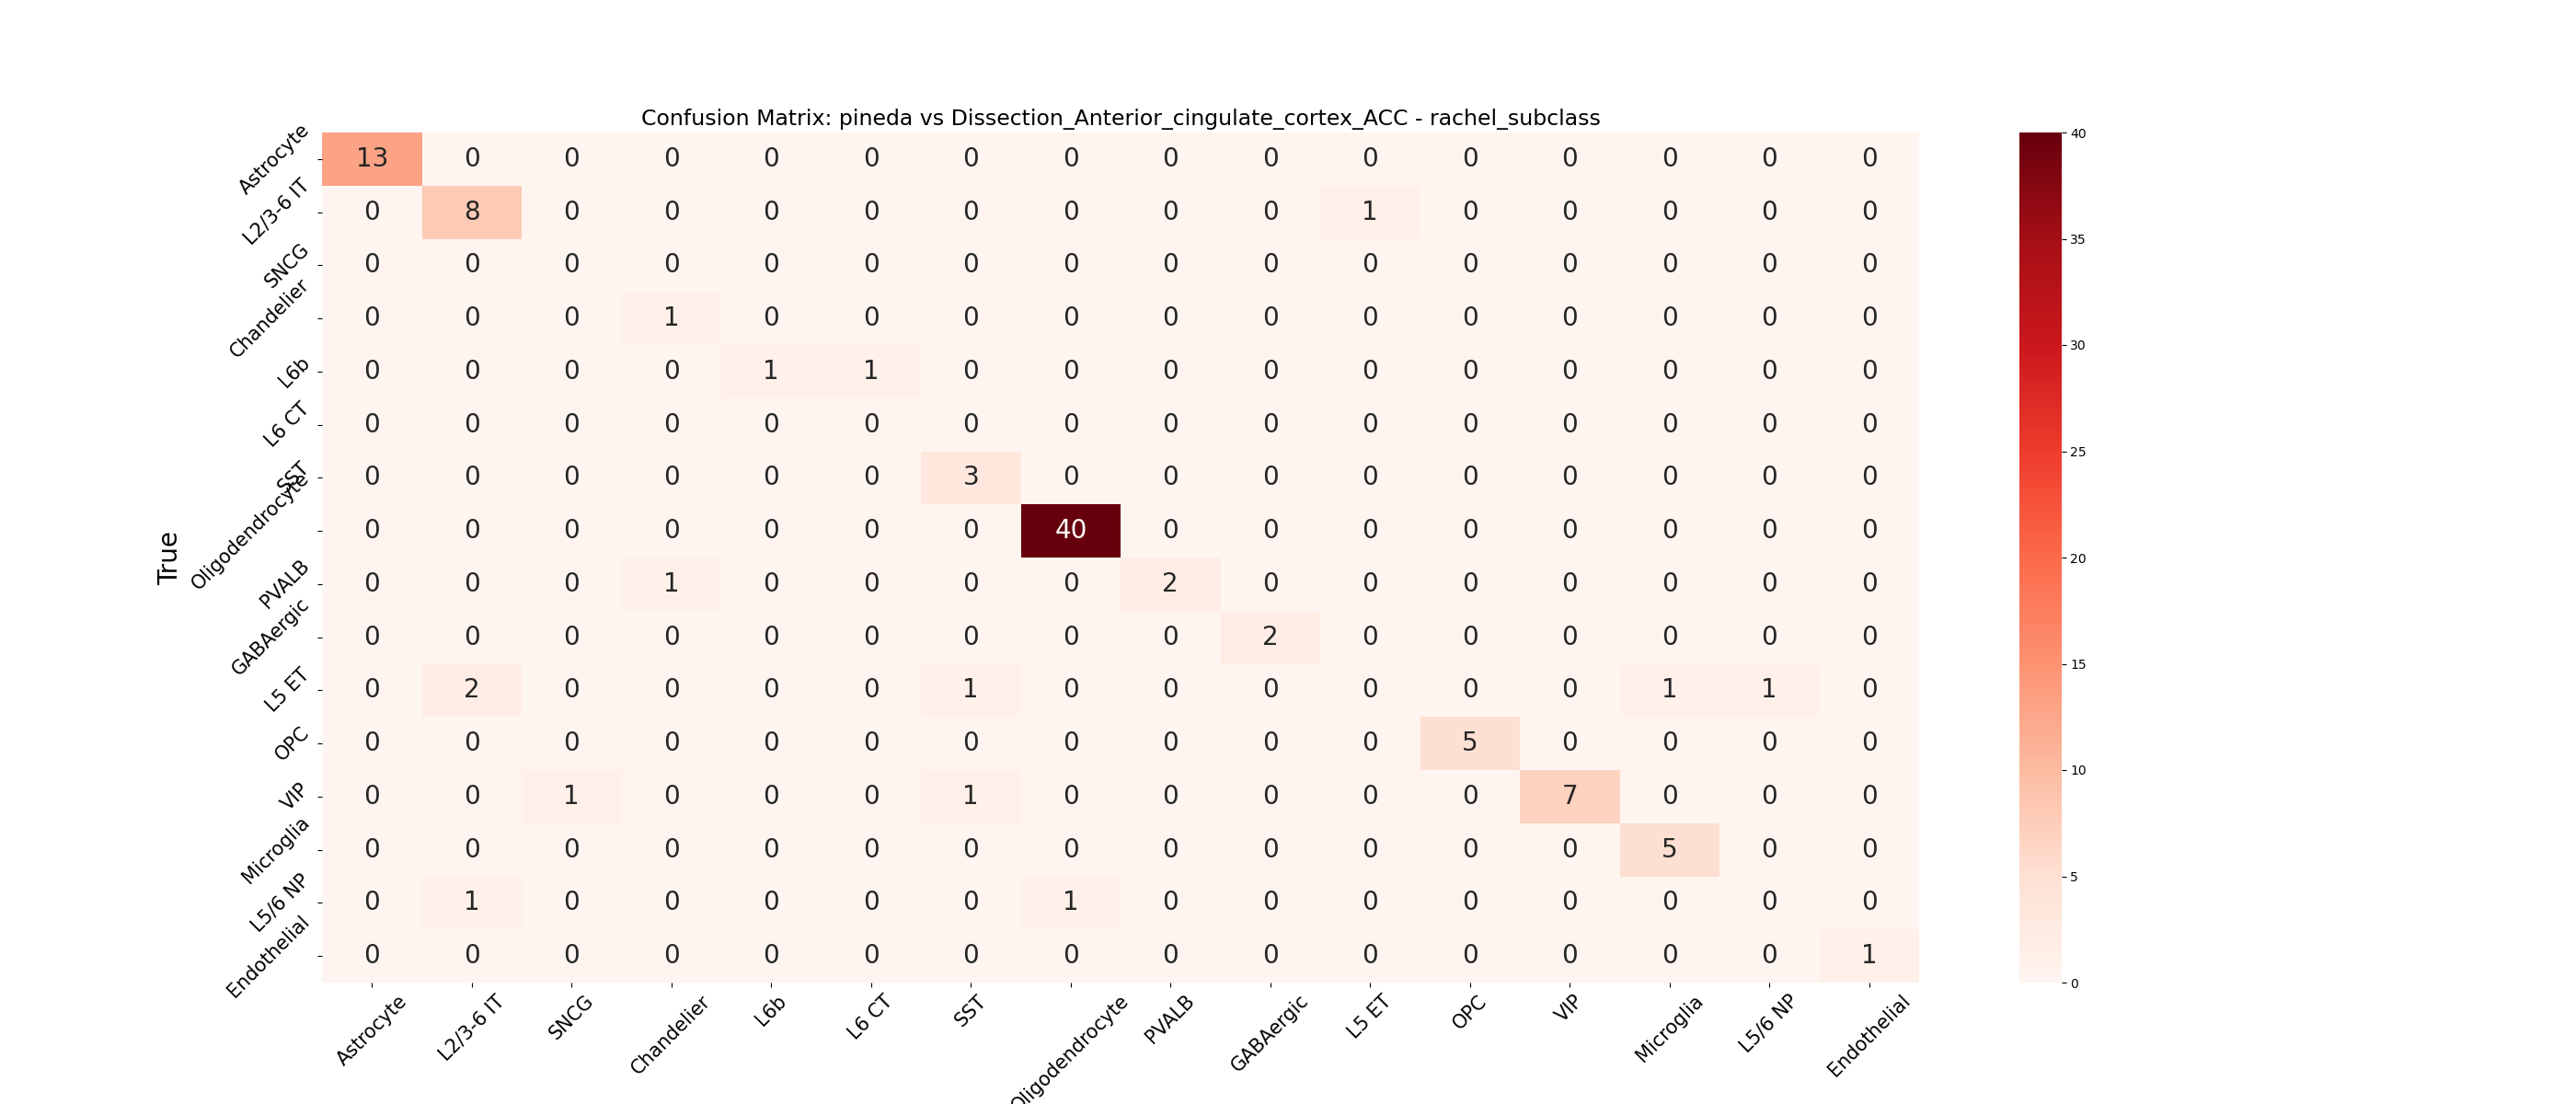 Confusion Matrix: pineda vs Dissection_Anterior_cingulate_cortex_ACC - rachel_subclass
Astrocyte 13 0 0 0 0 0 0 0 0 0 0 0 0 0 0 0
L2/3-6 IT 0 8 0 0 0 0 0 0 0 0 1 0 0 0 0 0
SNCG 0 0 0 0 0 0 0 0 0 0 0 0 0 0 0 0
Chandelier 0 0 0 1 0 0 0 0 0 0 0 0 0 0 0 0
L6b 0 0 0 0 1 1 0 0 0 0 0 0 0 0 0 0
L6 CT 0 0 0 0 0 0 0 0 0 0 0 0 0 0 0 0
SST 0 0 0 0 0 0 3 0 0 0 0 0 0 0 0 0
Oligodendrocyte 0 0 0 0 0 0 0 40 0 0 0 0 0 0 0 0
PVALB 0 0 0 1 0 0 0 0 2 0 0 0 0 0 0 0
GABAergic 0 0 0 0 0 0 0 0 0 2 0 0 0 0 0 0
L5 ET 0 2 0 0 0 0 1 0 0 0 0 0 0 1 1 0
OPC 0 0 0 0 0 0 0 0 0 0 0 5 0 0 0 0
VIP 0 0 1 0 0 0 1 0 0 0 0 0 7 0 0 0
Microglia 0 0 0 0 0 0 0 0 0 0 0 0 0 5 0 0
L5/6 NP 0 1 0 0 0 0 0 1 0 0 0 0 0 0 0 0
Endothelial 0 0 0 0 0 0 0 0 0 0 0 0 0 0 0 1
True
Astrocyte L2/3-6 IT SNCG Chandelier L6b L6 CT SST Oligodendrocyte PVALB GABAergic L5 ET OPC VIP Microglia L5/6 NP Endothelial
40
35
30
25
20
15
10
5
0